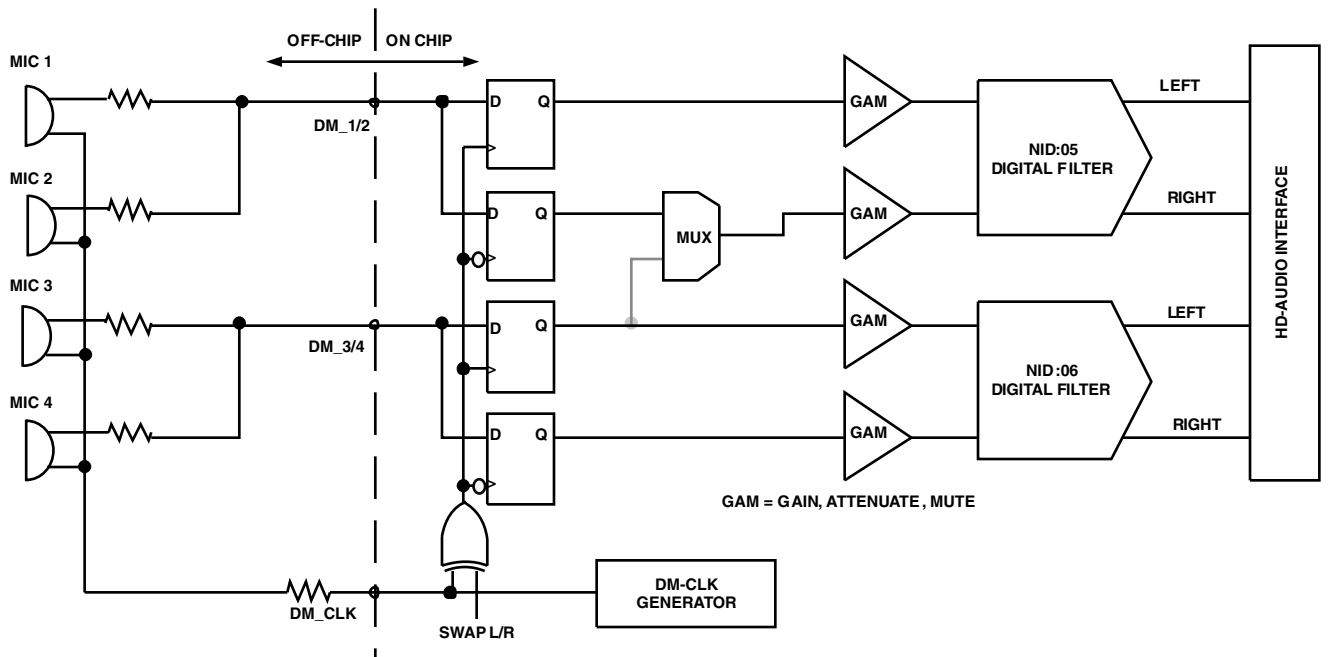 OFF-CHIP
ON CHIP
MIC 1
DM_1/2
D
Q
GAM
NID:05
DIGITAL FILTER
LEFT
RIGHT
MIC 2
D
Q
MUX
GAM
MIC 3
DM_3/4
D
Q
GAM
NID:06
DIGITAL FILTER
LEFT
RIGHT
MIC 4
D
Q
GAM
HD-AUDIO INTERFACE
GAM = GAIN, ATTENUATE, MUTE
DM_CLK
SWAP L/R
DM-CLK
GENERATOR